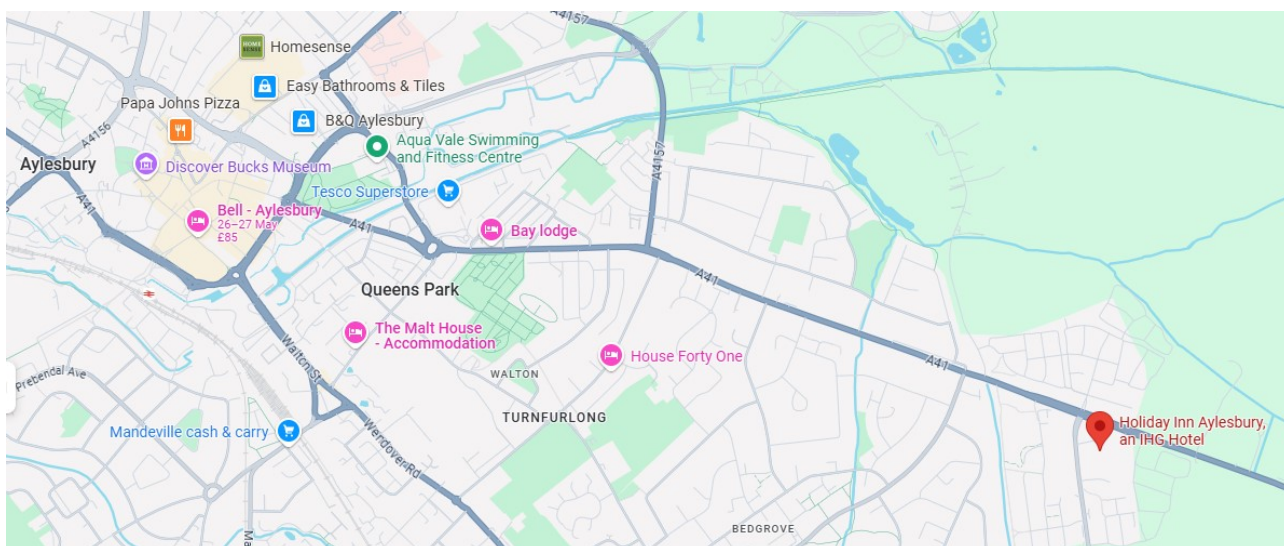 A4157
HOME
SENSE
Homesense
Easy Bathrooms & Tiles
Papa Johns Pizza
B&Q Aylesbury
A4156
Aqua Vale Swimming
and Fitness Centre
A4157
Aylesbury
Discover Bucks Museum
Tesco Superstore
A41
Bell - Aylesbury
26–27 May
£85
A41
Bay lodge
A41
Queens Park
The Malt House
- Accommodation
House Forty One
A41
Walton St
WALTON
Prebendal Ave
TURNFURLONG
Holiday Inn Aylesbury,
an IHG Hotel
Mandeville cash & carry
Wendover Rd
BEDGROVE